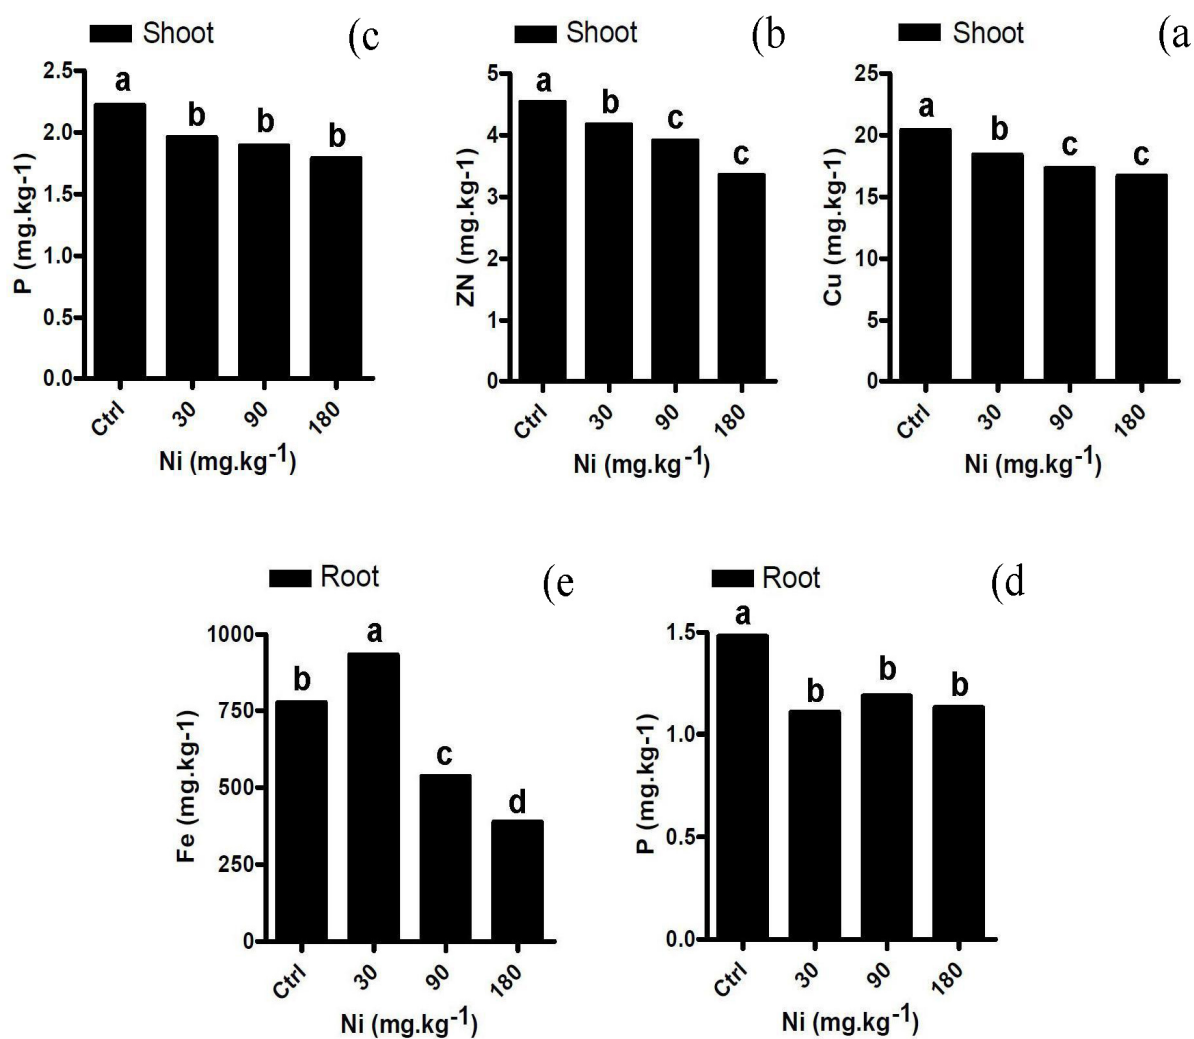 Shoot (c
a
b
b
b
2.5
2.0
1.5
1.0
0.5
0.0
P (mg.kg-1)
Ctrl 30 90 180
Ni (mg.kg-1)
Shoot (b
a
b
c
c
5
4
3
2
1
0
ZN (mg.kg-1)
Ctrl 30 90 180
Ni (mg.kg-1)
Shoot (a
a
b
c
c
25
20
15
10
5
0
Cu (mg.kg-1)
Ctrl 30 90 180
Ni (mg.kg-1)
Root (e
b
a
c
d
1000
750
500
250
0
Fe (mg.kg-1)
Ctrl 30 90 180
Ni (mg.kg-1)
Root (d
a
b
b
b
1.5
1.0
0.5
0.0
P (mg.kg-1)
Ctrl 30 90 180
Ni (mg.kg-1)